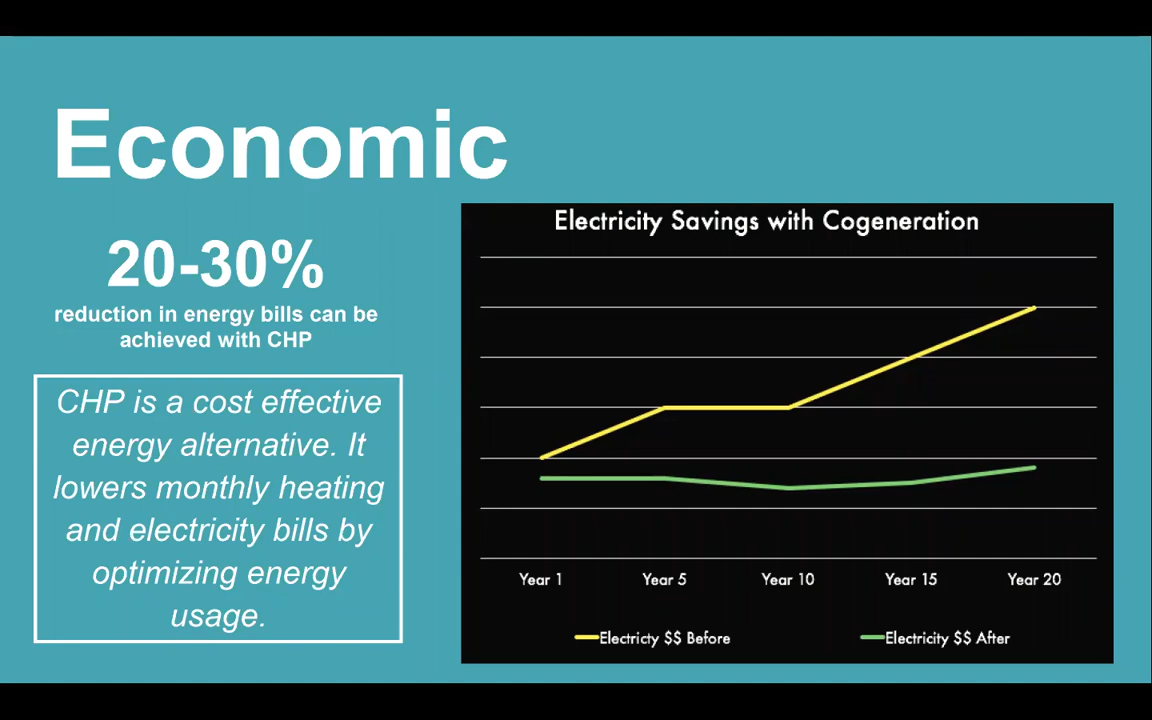 Economic
20-30%
reduction in energy bills can be
achieved with CHP
CHP is a cost effective
energy alternative. It
lowers monthly heating
and electricity bills by
optimizing energy
usage.
Electricity Savings with Cogeneration
Year 1 Year 5 Year 10 Year 15 Year 20
Electricty $$ Before Electricity $$ After